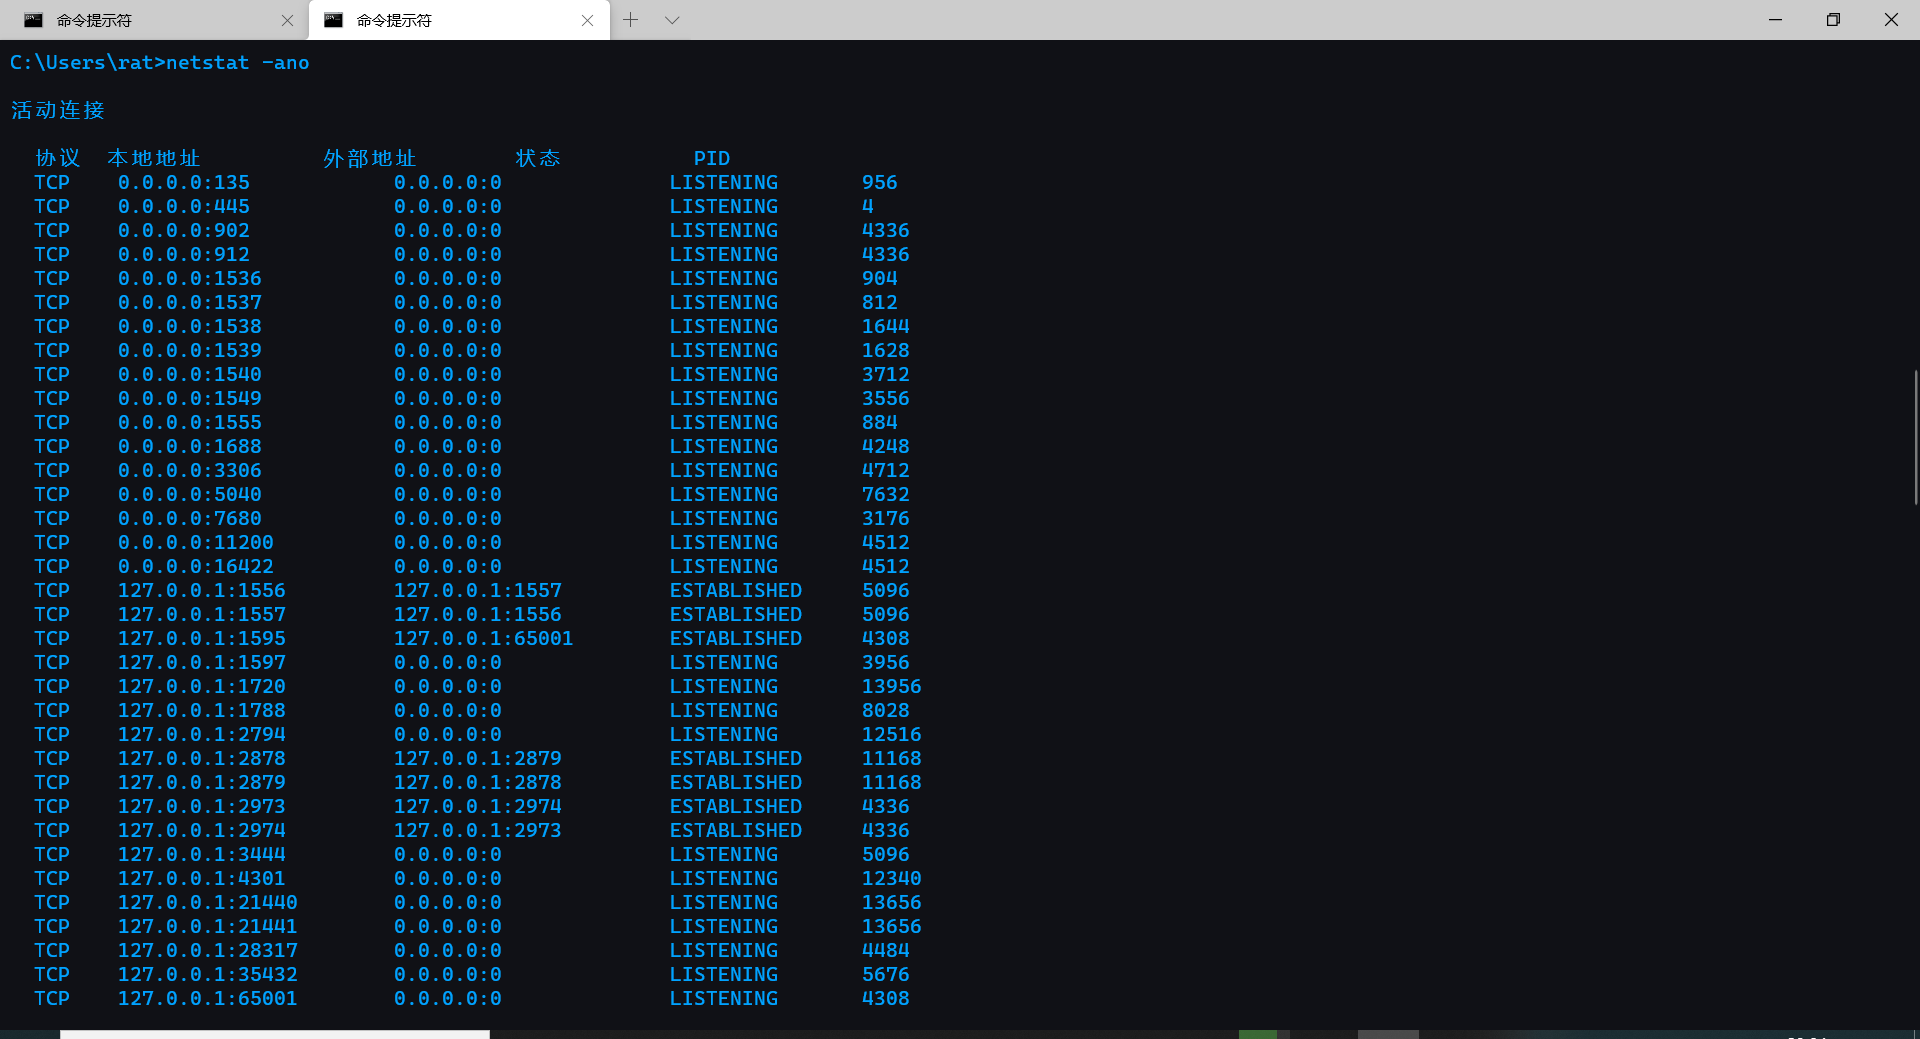 命令提示符 命令提示符
C:\Users\rat>netstat -ano
活动连接
协议 本地地址 外部地址 状态 PID
TCP 0.0.0.0:135 0.0.0.0:0 LISTENING 956
TCP 0.0.0.0:445 0.0.0.0:0 LISTENING 4
TCP 0.0.0.0:902 0.0.0.0:0 LISTENING 4336
TCP 0.0.0.0:912 0.0.0.0:0 LISTENING 4336
TCP 0.0.0.0:1536 0.0.0.0:0 LISTENING 904
TCP 0.0.0.0:1537 0.0.0.0:0 LISTENING 812
TCP 0.0.0.0:1538 0.0.0.0:0 LISTENING 1644
TCP 0.0.0.0:1539 0.0.0.0:0 LISTENING 1628
TCP 0.0.0.0:1540 0.0.0.0:0 LISTENING 3712
TCP 0.0.0.0:1549 0.0.0.0:0 LISTENING 3556
TCP 0.0.0.0:1555 0.0.0.0:0 LISTENING 884
TCP 0.0.0.0:1688 0.0.0.0:0 LISTENING 4248
TCP 0.0.0.0:3306 0.0.0.0:0 LISTENING 4712
TCP 0.0.0.0:5040 0.0.0.0:0 LISTENING 7632
TCP 0.0.0.0:7680 0.0.0.0:0 LISTENING 3176
TCP 0.0.0.0:11200 0.0.0.0:0 LISTENING 4512
TCP 0.0.0.0:16422 0.0.0.0:0 LISTENING 4512
TCP 127.0.0.1:1556 127.0.0.1:1557 ESTABLISHED 5096
TCP 127.0.0.1:1557 127.0.0.1:1556 ESTABLISHED 5096
TCP 127.0.0.1:1595 127.0.0.1:65001 ESTABLISHED 4308
TCP 127.0.0.1:1597 0.0.0.0:0 LISTENING 3956
TCP 127.0.0.1:1720 0.0.0.0:0 LISTENING 13956
TCP 127.0.0.1:1788 0.0.0.0:0 LISTENING 8028
TCP 127.0.0.1:2794 0.0.0.0:0 LISTENING 12516
TCP 127.0.0.1:2878 127.0.0.1:2879 ESTABLISHED 11168
TCP 127.0.0.1:2879 127.0.0.1:2878 ESTABLISHED 11168
TCP 127.0.0.1:2973 127.0.0.1:2974 ESTABLISHED 4336
TCP 127.0.0.1:2974 127.0.0.1:2973 ESTABLISHED 4336
TCP 127.0.0.1:3444 0.0.0.0:0 LISTENING 5096
TCP 127.0.0.1:4301 0.0.0.0:0 LISTENING 12340
TCP 127.0.0.1:21440 0.0.0.0:0 LISTENING 13656
TCP 127.0.0.1:21441 0.0.0.0:0 LISTENING 13656
TCP 127.0.0.1:28317 0.0.0.0:0 LISTENING 4484
TCP 127.0.0.1:35432 0.0.0.0:0 LISTENING 5676
TCP 127.0.0.1:65001 0.0.0.0:0 LISTENING 4308